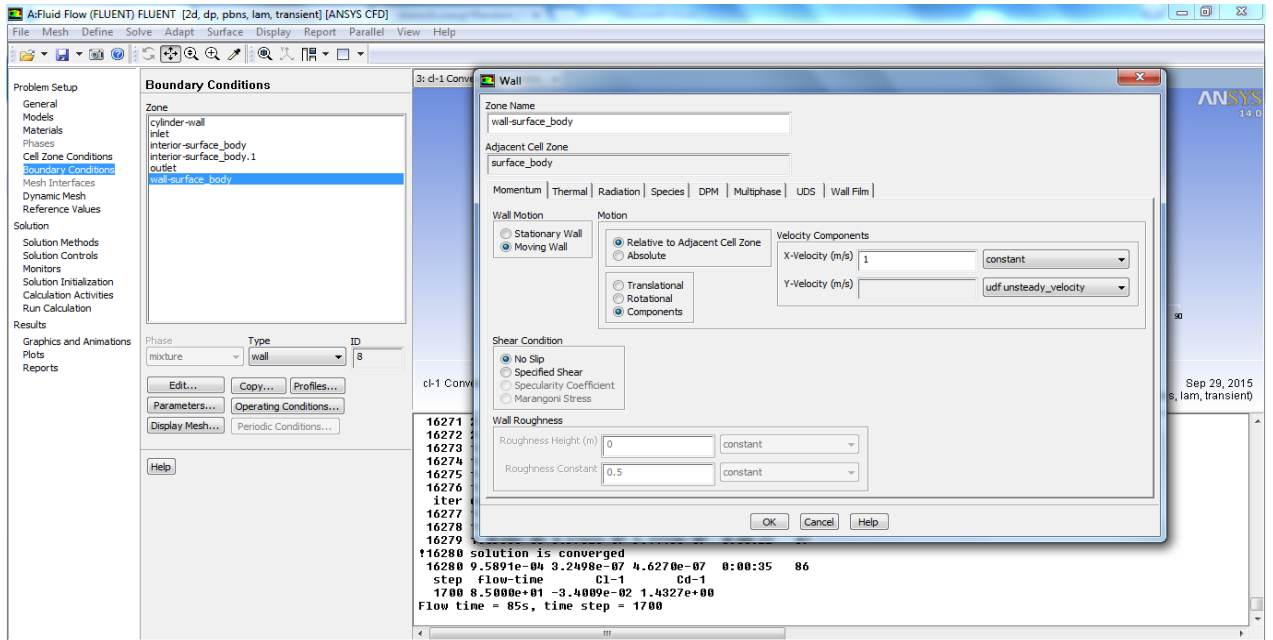 A:Fluid Flow (FLUENT) FLUENT [2d, dp, pbns, lam, transient] [ANSYS CFD]
File Mesh Define Solve Adapt Surface Display Report Parallel View Help
Problem Setup
General
Models
Materials
Phases
Cell Zone Conditions
Boundary Conditions
Mesh Interfaces
Dynamic Mesh
Reference Values
Solution
Solution Methods
Solution Controls
Monitors
Solution Initialization
Calculation Activities
Run Calculation
Results
Graphics and Animations
Plots
Reports
Boundary Conditions
Zone
cylinder-wall
inlet
interior-surface_body
interior-surface_body.1
outlet
wall-surface_body
Phase Type ID
mixture wall 8
Edit... Copy... Profiles...
Parameters... Operating Conditions...
Display Mesh... Periodic Conditions...
Help
3: cl-1 Conve
ANSYS
14.0
90
cl-1 Conve
Sep 29, 2015
s, lam, transient)
Wall
Zone Name
wall-surface_body
Adjacent Cell Zone
surface_body
Momentum Thermal Radiation Species DPM Multiphase UDS Wall Film
Wall Motion
Stationary Wall
Moving Wall
Motion
Relative to Adjacent Cell Zone
Absolute
Translational
Rotational
Components
Velocity Components
X-Velocity (m/s) 1 constant
Y-Velocity (m/s) udf unsteady_velocity
Shear Condition
No Slip
Specified Shear
Specularity Coefficient
Marangoni Stress
Wall Roughness
Roughness Height (m) 0 constant
Roughness Constant 0.5 constant
OK Cancel Help
16271
16272
16273
16274
16275
16276
iter
16277
16278
16279
!16280 solution is converged
16280 9.5891e-04 3.2498e-07 4.6270e-07 0:00:35 86
step flow-time Cl-1 Cd-1
1700 8.5000e+01 -3.4009e-02 1.4327e+00
Flow time = 85s, time step = 1700